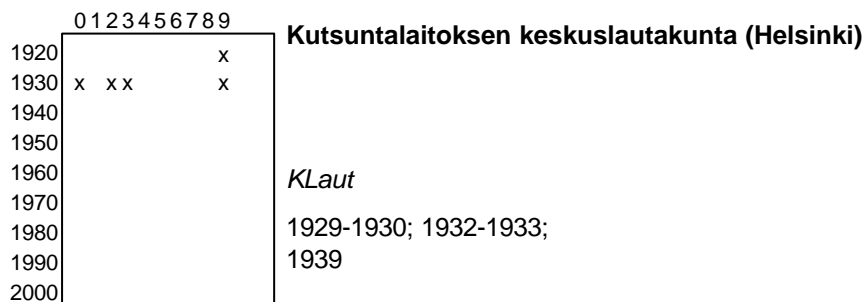 0123456789
Kutsuntalaitoksen keskuslautakunta (Helsinki)
1920 x
1930 x x x x
1940
1950
1960
KLaut
1970
1980
1929-1930; 1932-1933;
1990
1939
2000